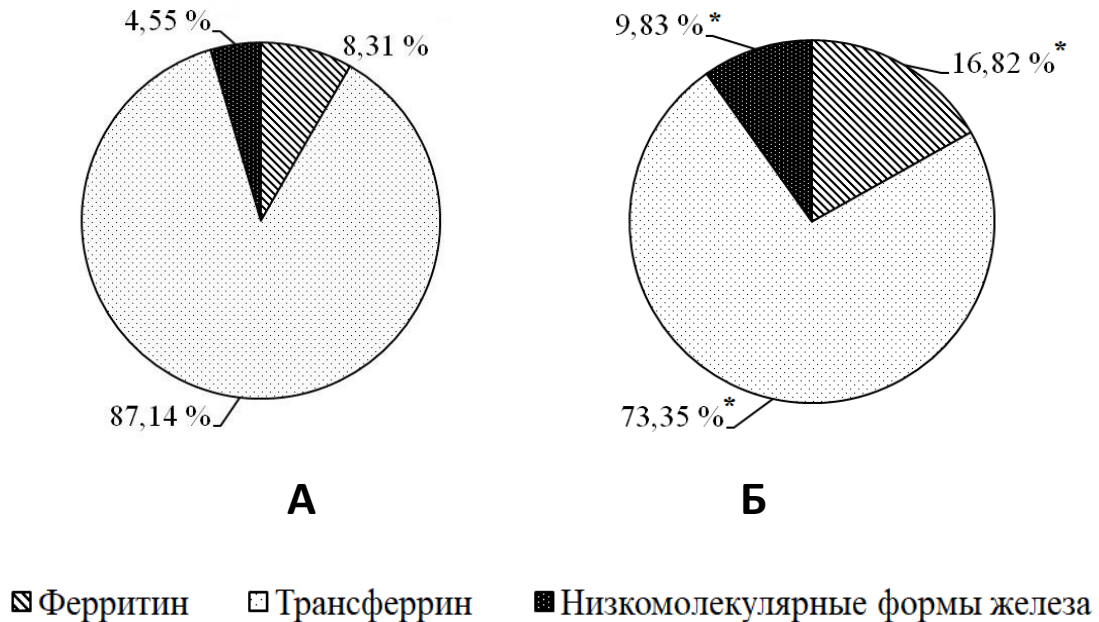 4,55 %
8,31 %
87,14 %
А
9,83 %*
16,82 %*
73,35 %*
Б
Ферритин
Трансферрин
Низкомолекулярные формы железа